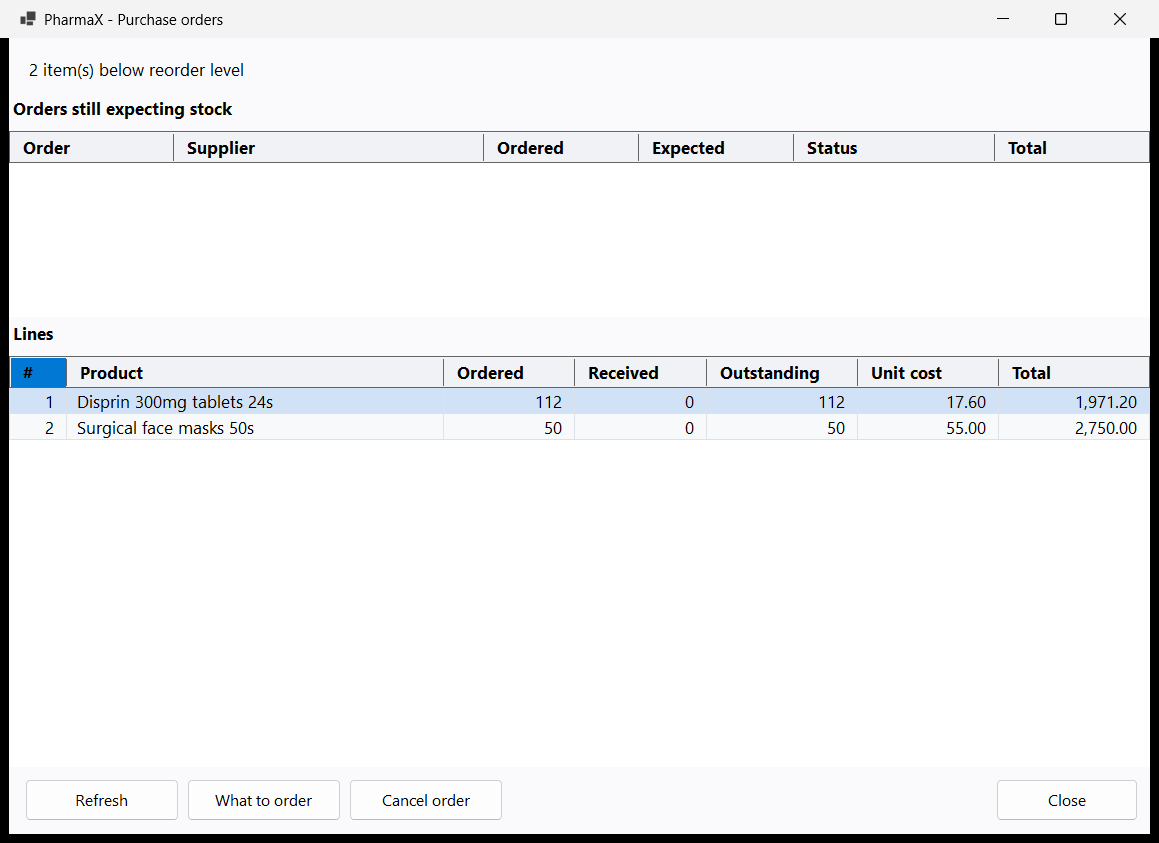 PharmaX - Purchase orders
2 item(s) below reorder level
Orders still expecting stock
Order Supplier Ordered Expected Status Total
Lines
# Product Ordered Received Outstanding Unit cost Total
1 Disprin 300mg tablets 24s 112 0 112 17.60 1,971.20
2 Surgical face masks 50s 50 0 50 55.00 2,750.00
Refresh What to order Cancel order Close